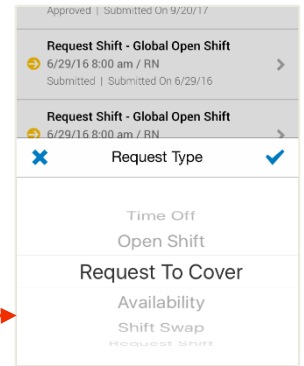 Approved | Submitted On 9/20/17
Request Shift - Global Open Shift
6/29/16 8:00 am / RN
Submitted | Submitted On 6/29/16
Request Shift - Global Open Shift
6/29/16 8:00 am / RN
Request Type
Time Off
Open Shift
Request To Cover
Availability
Shift Swap
Request Shift